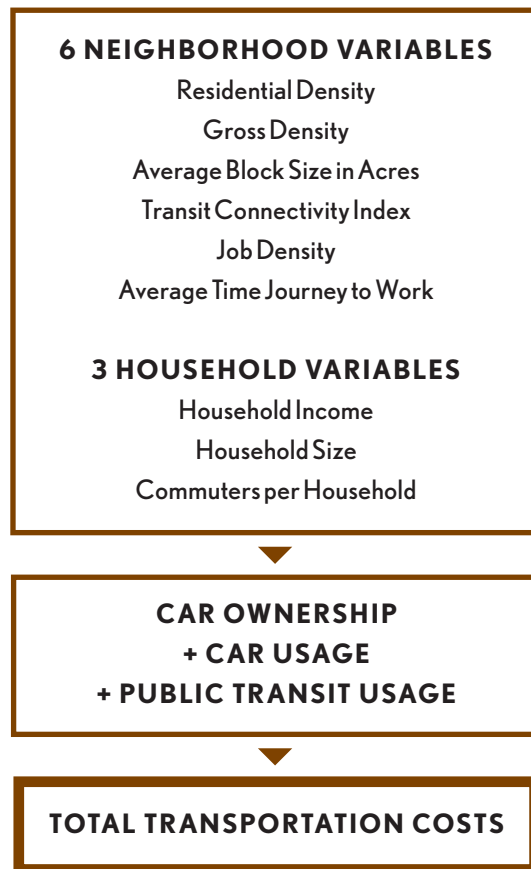 6 NEIGHBORHOOD VARIABLES
Residential Density
Gross Density
Average Block Size in Acres
Transit Connectivity Index
Job Density
Average Time Journey to Work
3 HOUSEHOLD VARIABLES
Household Income
Household Size
Commuters per Household
CAR OWNERSHIP
+ CAR USAGE
+ PUBLIC TRANSIT USAGE
TOTAL TRANSPORTATION COSTS